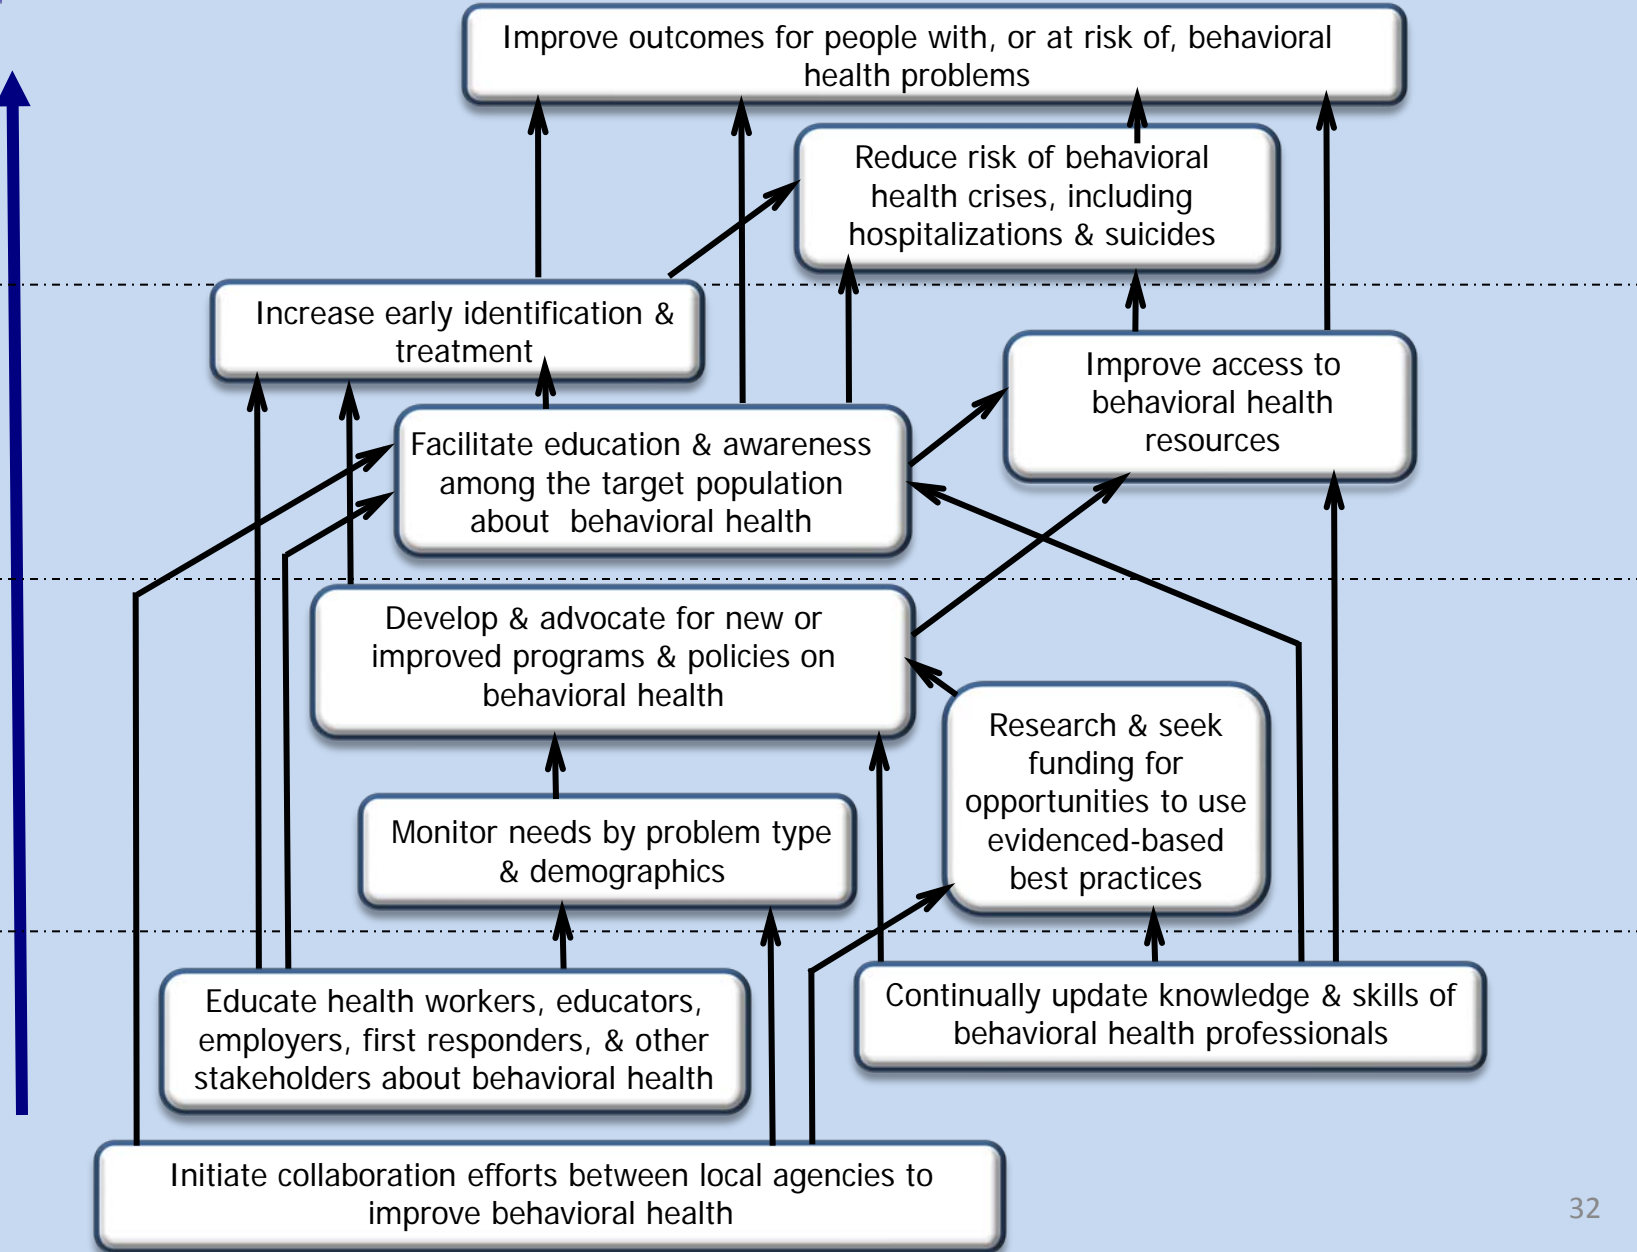 Improve outcomes for people with, or at risk of, behavioral
health problems
Reduce risk of behavioral
health crises, including
hospitalizations & suicides
Increase early identification &
treatment
Improve access to
behavioral health
resources
Facilitate education & awareness
among the target population
about behavioral health
Develop & advocate for new or
improved programs & policies on
behavioral health
Research & seek
funding for
opportunities to use
evidenced-based
best practices
Monitor needs by problem type
& demographics
Educate health workers, educators,
employers, first responders, & other
stakeholders about behavioral health
Continually update knowledge & skills of
behavioral health professionals
Initiate collaboration efforts between local agencies to
improve behavioral health
32